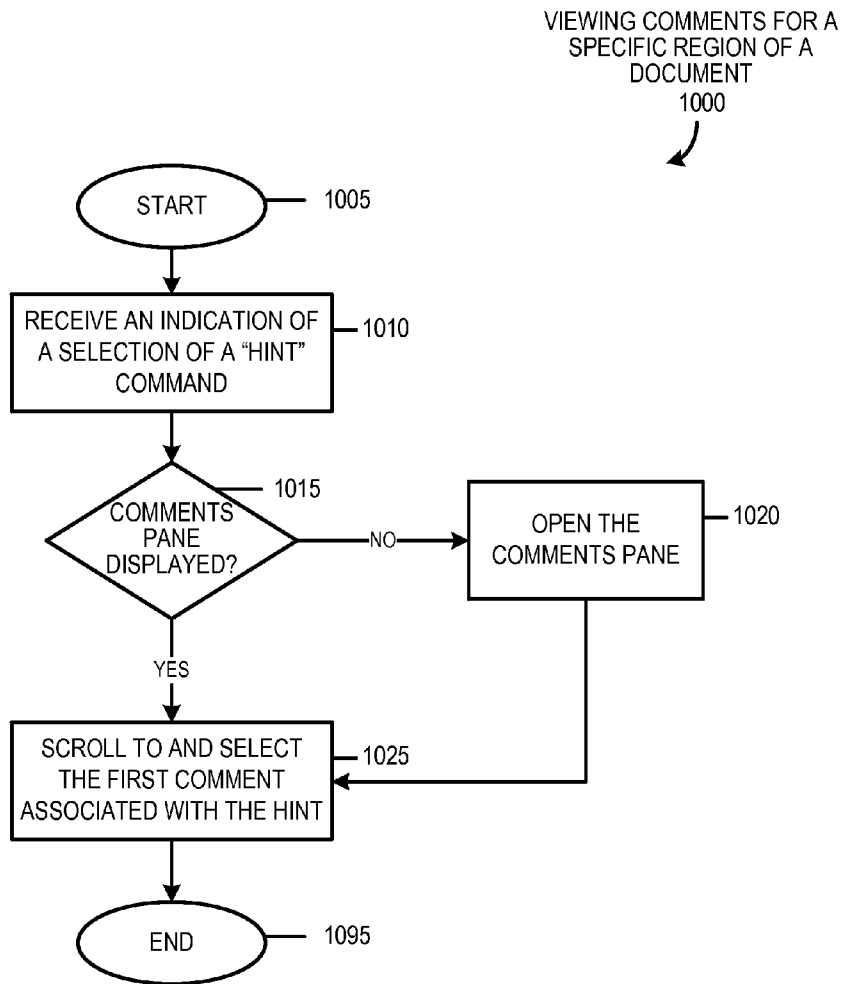 VIEWING COMMENTS FOR A
SPECIFIC REGION OF A
DOCUMENT
1000
START
1005
RECEIVE AN INDICATION OF
A SELECTION OF A “HINT”
COMMAND
1010
1015
COMMENTS
PANE
DISPLAYED?
NO
OPEN THE
COMMENTS PANE
1020
YES
SCROLL TO AND SELECT
THE FIRST COMMENT
ASSOCIATED WITH THE HINT
1025
END
1095